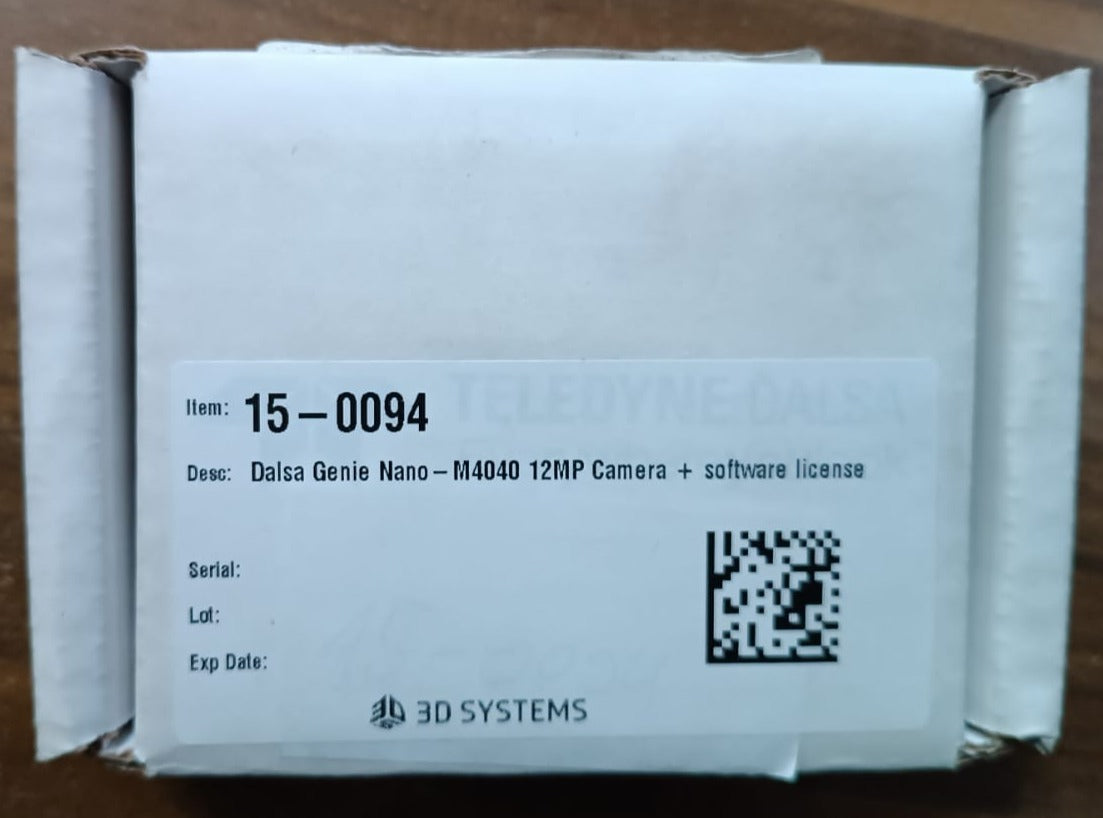 TELEDYNE DALSA
Item: 15-0094
Desc: Dalsa Genie Nano-M4040 12MP Camera + software license
Serial:
Lot:
Exp Date:
3D SYSTEMS